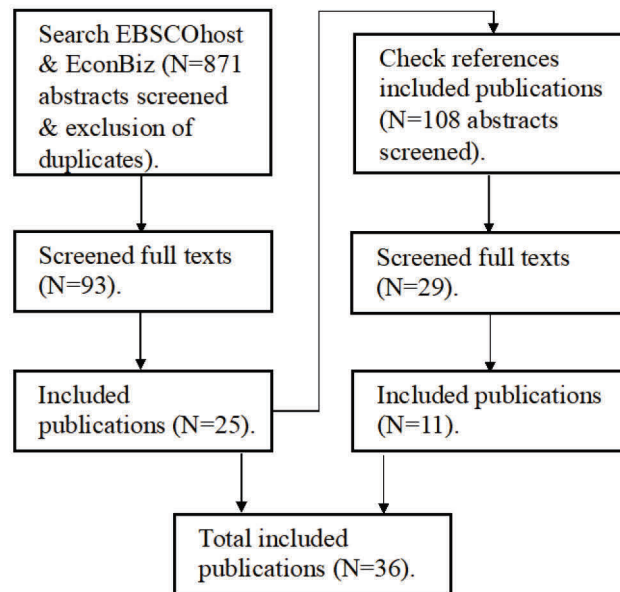 Search EBSCOhost
& EconBiz (N=871
abstracts screened
& exclusion of
duplicates).
Screened full texts
(N=93).
Included
publications (N=25).
Check references
included publications
(N=108 abstracts
screened).
Screened full texts
(N=29).
Included publications
(N=11).
Total included
publications (N=36).